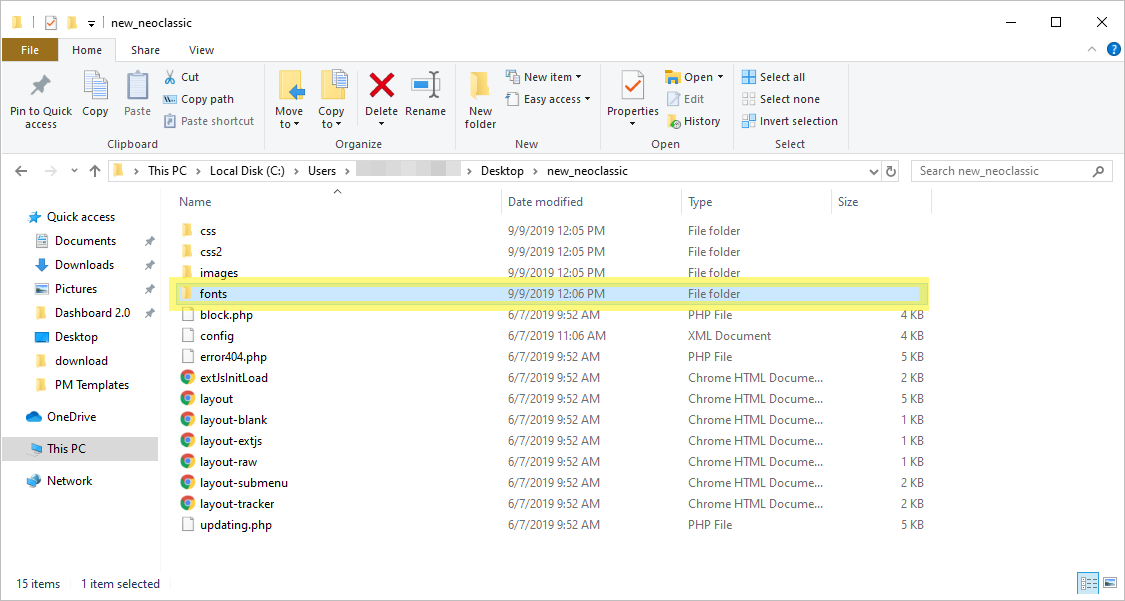 new_neoclassic
File Home Share View
Pin to Quick access
Copy
Paste
Cut
Copy path
Paste shortcut
Clipboard
Move to
Copy to
Delete
Rename
Organize
New folder
New item
Easy access
New
Properties
Open
Edit
History
Open
Select all
Select none
Invert selection
Select
This PC > Local Disk (C:) > Users > > Desktop > new_neoclassic
Search new_neoclassic
Quick access
Documents
Downloads
Pictures
Dashboard 2.0
Desktop
download
PM Templates
OneDrive
This PC
Network
Name Date modified Type Size
css 9/9/2019 12:05 PM File folder
css2 9/9/2019 12:05 PM File folder
images 9/9/2019 12:05 PM File folder
fonts 9/9/2019 12:06 PM File folder
block.php 6/7/2019 9:52 AM PHP File 4 KB
config 6/7/2019 11:06 AM XML Document 4 KB
error404.php 6/7/2019 9:52 AM PHP File 5 KB
extJsInitLoad 6/7/2019 9:52 AM Chrome HTML Docume... 2 KB
layout 6/7/2019 9:52 AM Chrome HTML Docume... 5 KB
layout-blank 6/7/2019 9:52 AM Chrome HTML Docume... 1 KB
layout-extjs 6/7/2019 9:52 AM Chrome HTML Docume... 1 KB
layout-raw 6/7/2019 9:52 AM Chrome HTML Docume... 1 KB
layout-submenu 6/7/2019 9:52 AM Chrome HTML Docume... 2 KB
layout-tracker 6/7/2019 9:52 AM Chrome HTML Docume... 2 KB
updating.php 6/7/2019 9:52 AM PHP File 5 KB
15 items 1 item selected